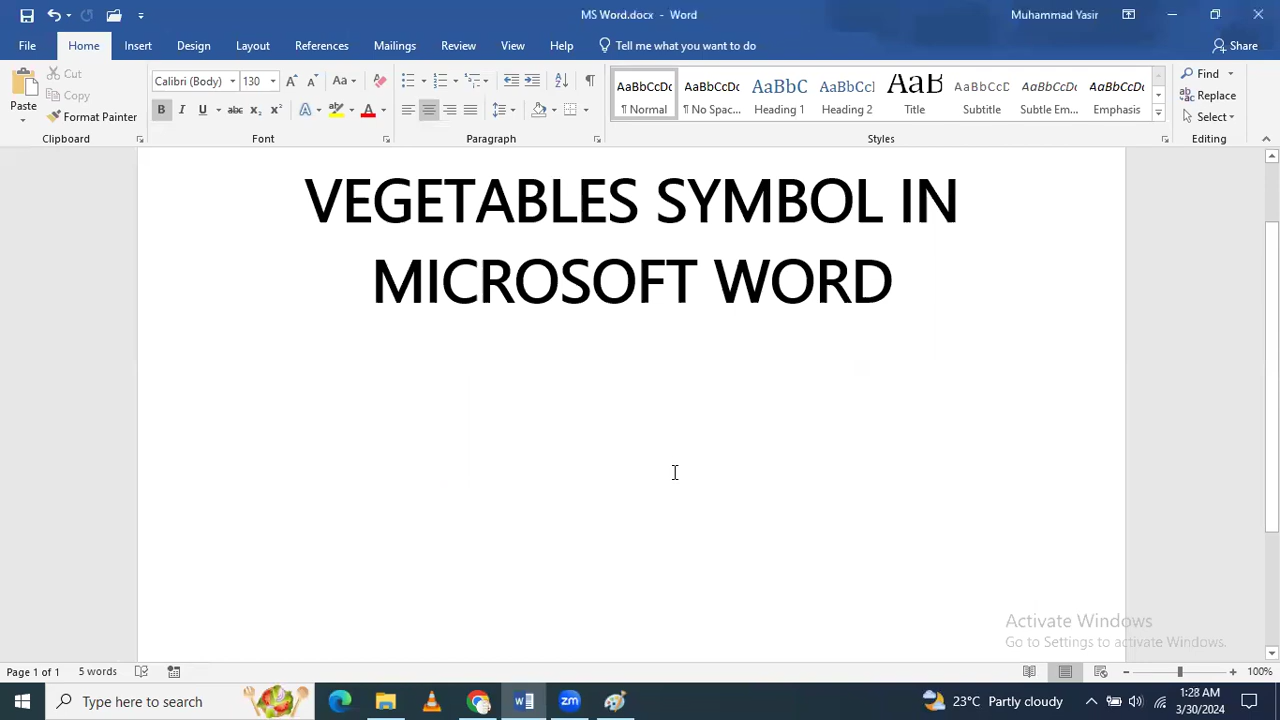 MS Word.docx - Word
Muhammad Yasir
File Home Insert Design Layout References Mailings Review View Help Tell me what you want to do Share
Paste
Cut
Copy
Format Painter
Clipboard
Calibri (Body) 130
Font
Paragraph
AaBbCcDc ¶ Normal
AaBbCcDc ¶ No Spac...
AaBbC Heading 1
AaBbCcl Heading 2
AaB Title
AaBbCcD Subtitle
AaBbCcDc Subtle Em...
AaBbCcDc Emphasis
Styles
Find
Replace
Select
Editing
VEGETABLES SYMBOL IN
MICROSOFT WORD
Activate Windows
Go to Settings to activate Windows.
Page 1 of 1 5 words 100%
Type here to search
23°C Partly cloudy
1:28 AM
3/30/2024